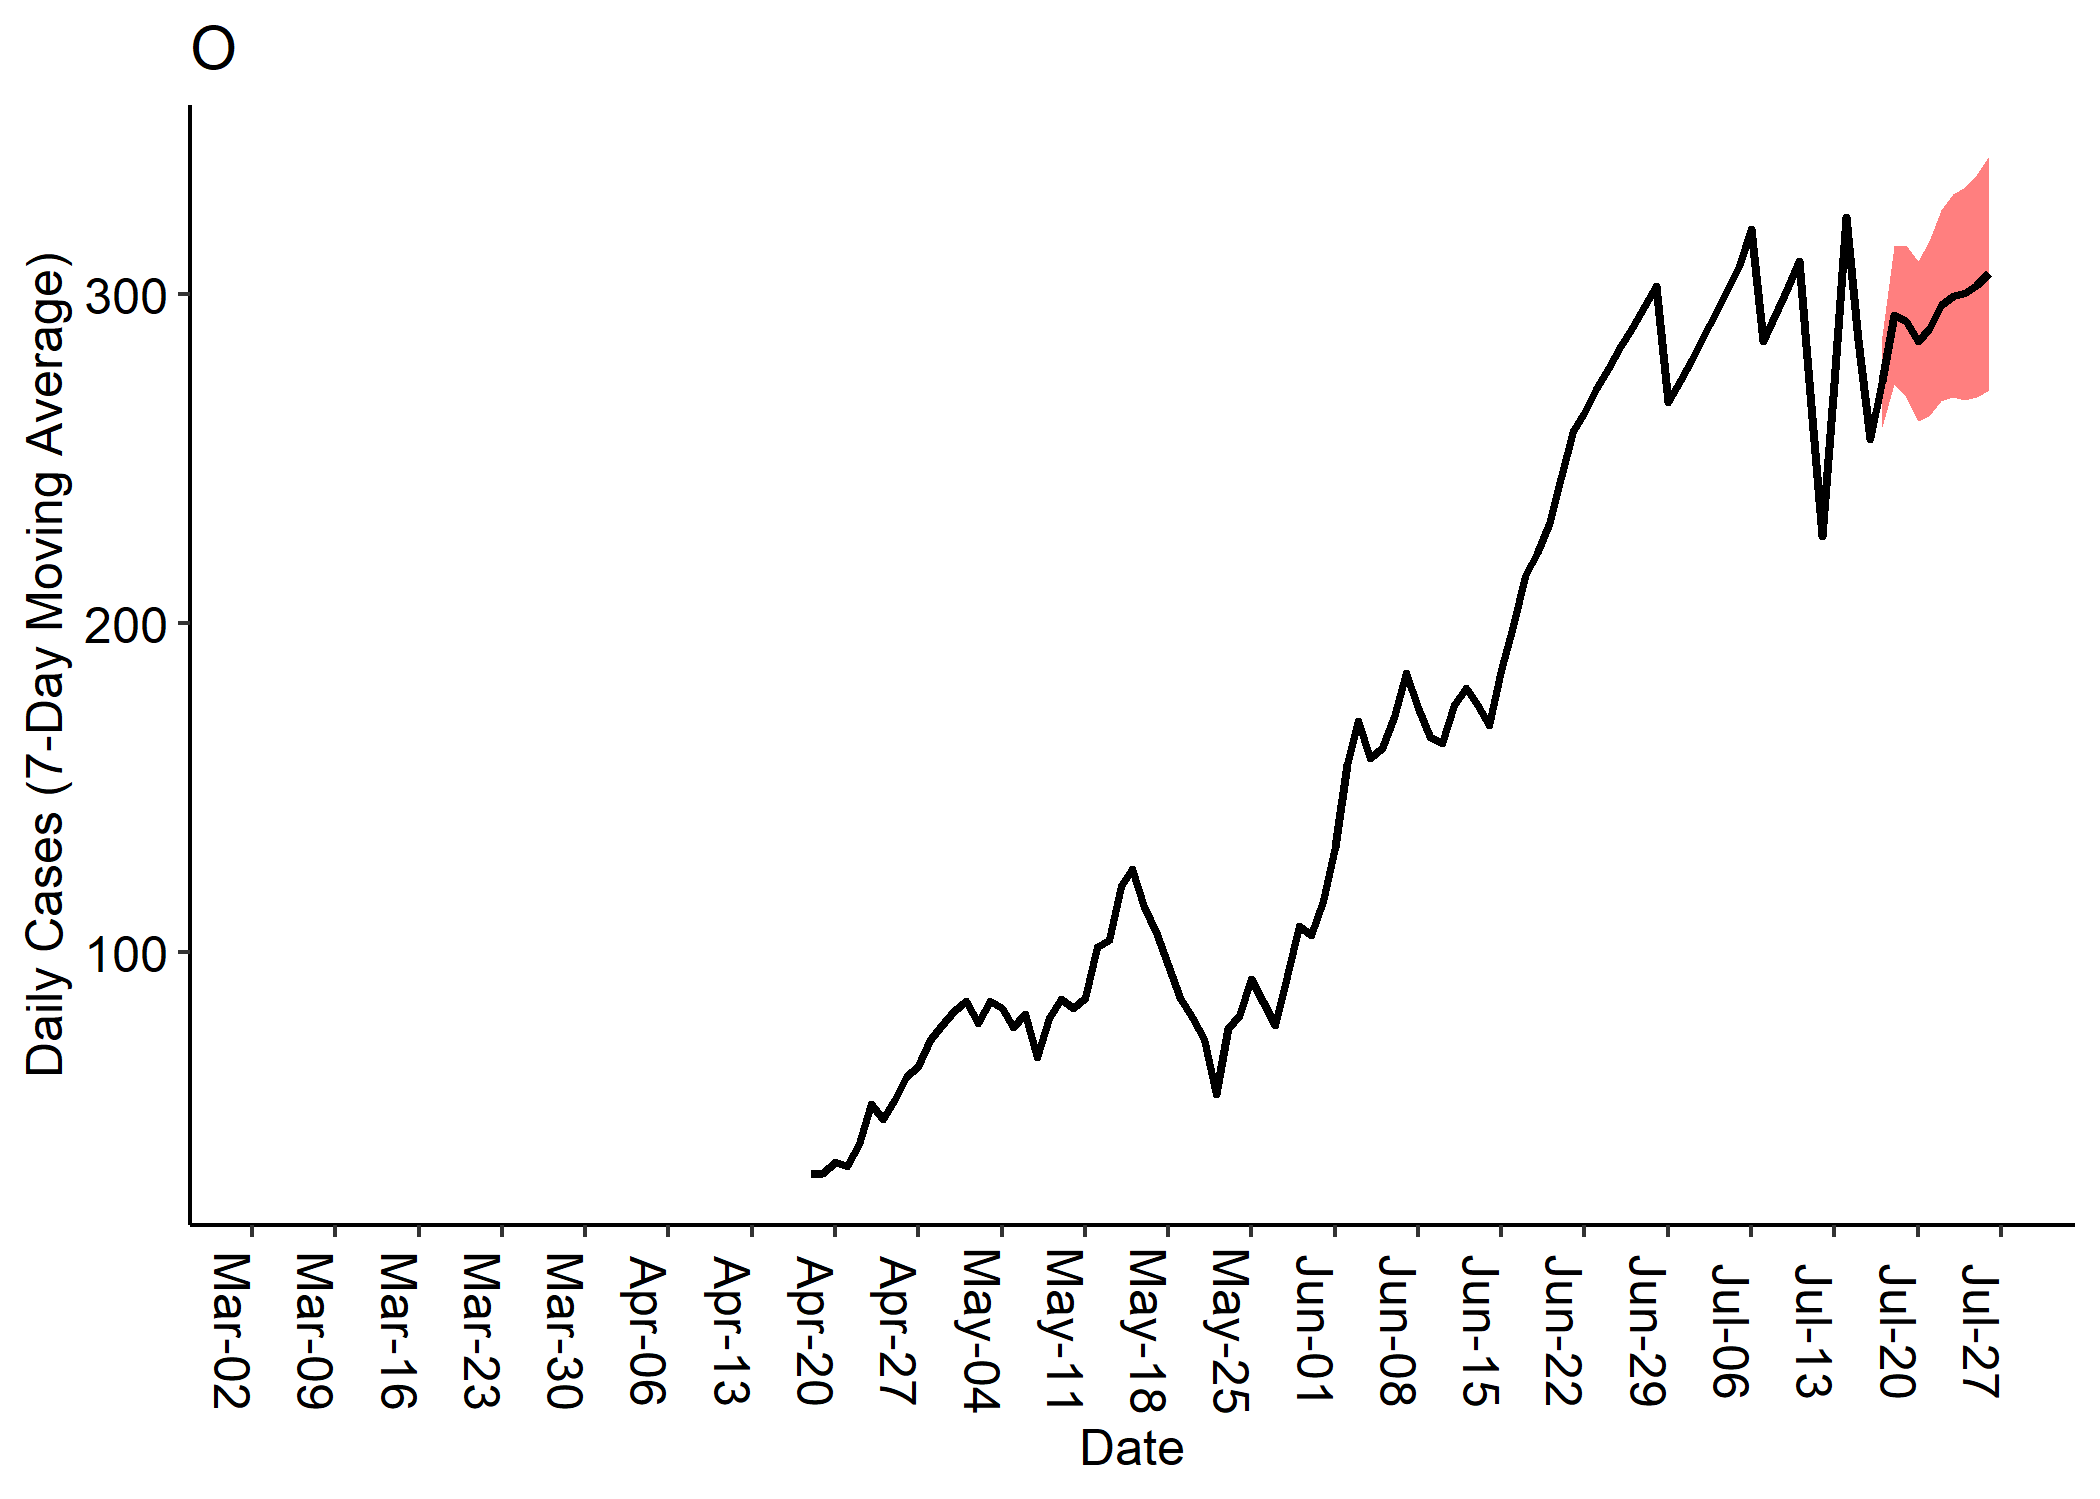 O
Daily Cases (7-Day Moving Average)
300
200
100
Mar-02
Mar-09
Mar-16
Mar-23
Mar-30
Apr-06
Apr-13
Apr-20
Apr-27
May-04
May-11
May-18
May-25
Jun-01
Jun-08
Jun-15
Jun-22
Jun-29
Jul-06
Jul-13
Jul-20
Jul-27
Date